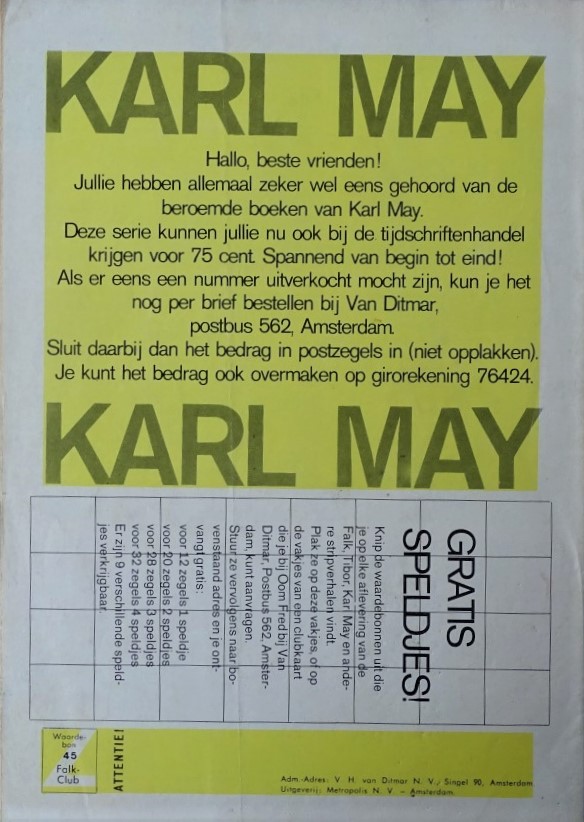 KARL MAY
Hallo, beste vrienden!
Jullie hebben allemaal zeker wel eens gehoord van de
beroemde boeken van Karl May.
Deze serie kunnen jullie nu ook bij de tijdschriftenhandel
krijgen voor 75 cent. Spannend van begin tot eind!
Als er eens een nummer uitverkocht mocht zijn, kun je het
nog per brief bestellen bij Van Ditmar,
postbus 562, Amsterdam.
Sluit daarbij dan het bedrag in postzegels in (niet opplakken).
Je kunt het bedrag ook overmaken op girorekening 76424.
KARL MAY
GRATIS
SPELDJES!
Knip de waardebonnen uit die
je op elke aflevering van de
Falk, Tibor, Karl May en ande-
re stripverhalen vindt.
Plak ze op deze vakjes, of op
de vakjes van een clubkaart
die je bij Oom Fred bij Van
Ditmar, Postbus 562, Amster-
dam, kunt aanvragen.
Stuur ze vervolgens naar bo-
venstaand adres en je ont-
vangt gratis:
voor 12 zegels 1 speldje
voor 20 zegels 2 speldjes
voor 28 zegels 3 speldjes
voor 32 zegels 4 speldjes
Er zijn 9 verschillende speld-
jes verkrijgbaar.
Waarde-
bon
45
Falk-
Club
ATTENTIE!
Adm.-Adres: V. H. van Ditmar N. V., Singel 90, Amsterdam.
Uitgeverij: Metropolis N. V. – Amsterdam.